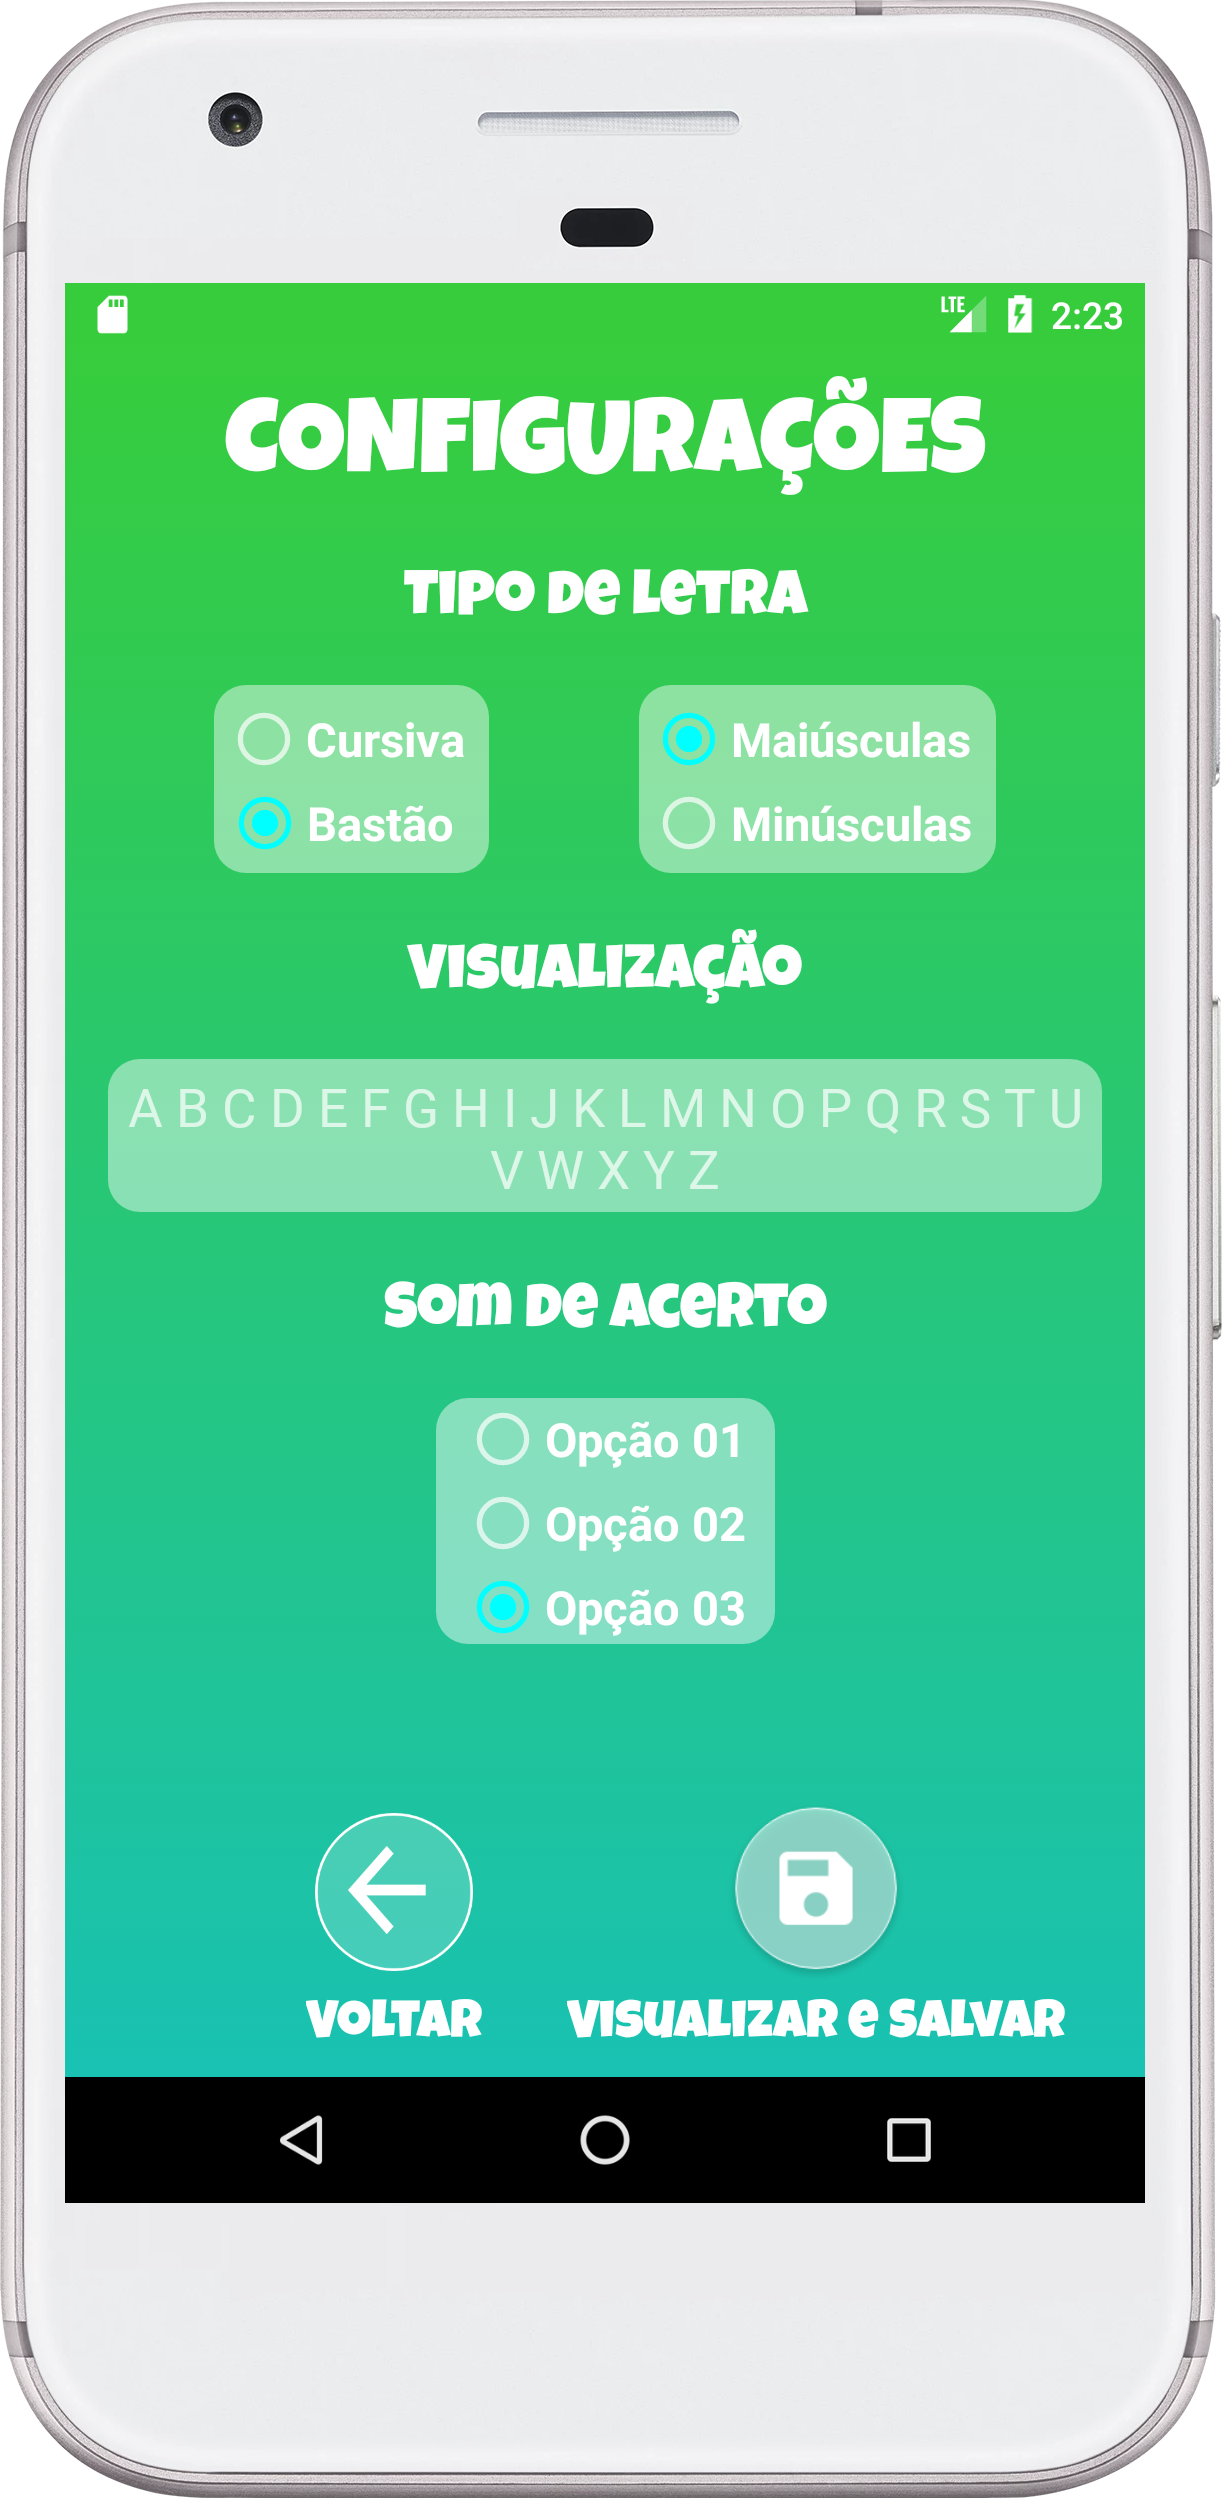 LTE 2:23
CONFIGURAÇÕES
TIPO De LeTRA
Cursiva Maiúsculas
Bastão Minúsculas
VISUALIZAÇÃO
A B C D E F G H I J K L M N O P Q R S T U
V W X Y Z
Som De ACeRTO
Opção 01
Opção 02
Opção 03
VOLTAR VISUALIZAR e SALVAR